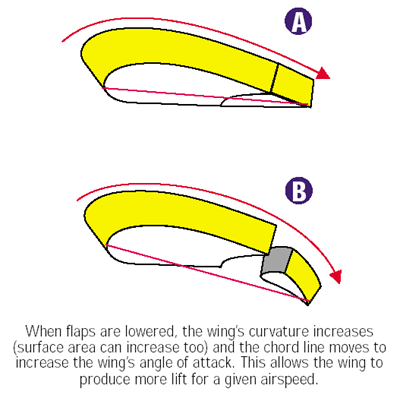 A
B
When flaps are lowered, the wing's curvature increases
(surface area can increase too) and the chord line moves to
increase the wing's angle of attack. This allows the wing to
produce more lift for a given airspeed.